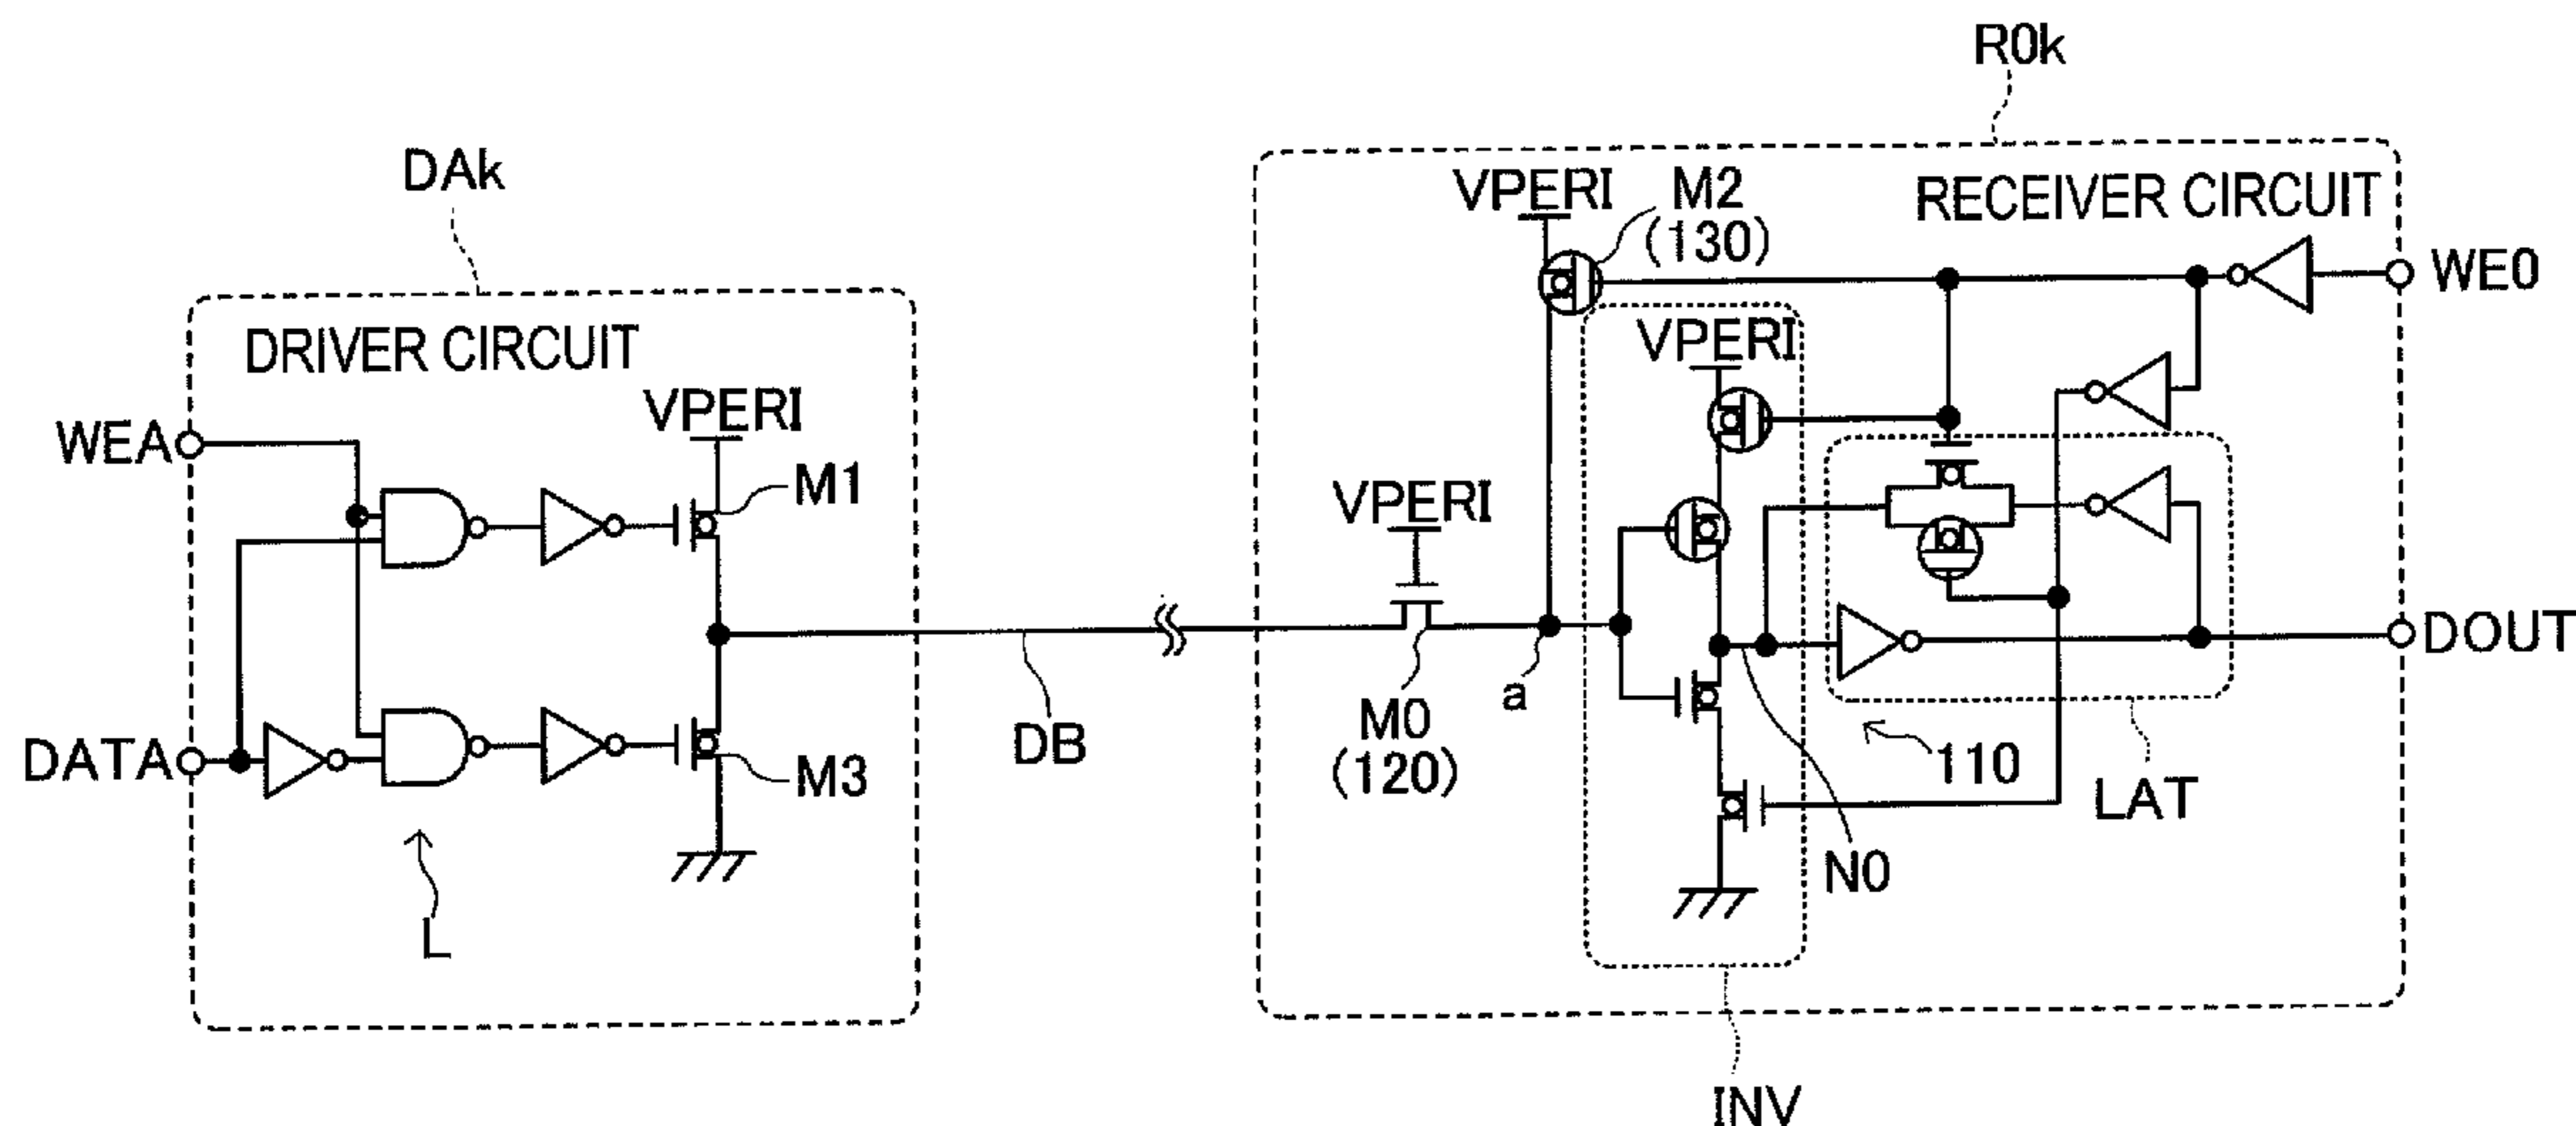 R0k
DAk
VPERI
M2
(130)
RECEIVER CIRCUIT
WE0
DRIVER CIRCUIT
VPERI
VPERI
WEA
M1
VPERI
DOUT
a
M0
(120)
DB
DATA
M3
110
LAT
N0
L
INV